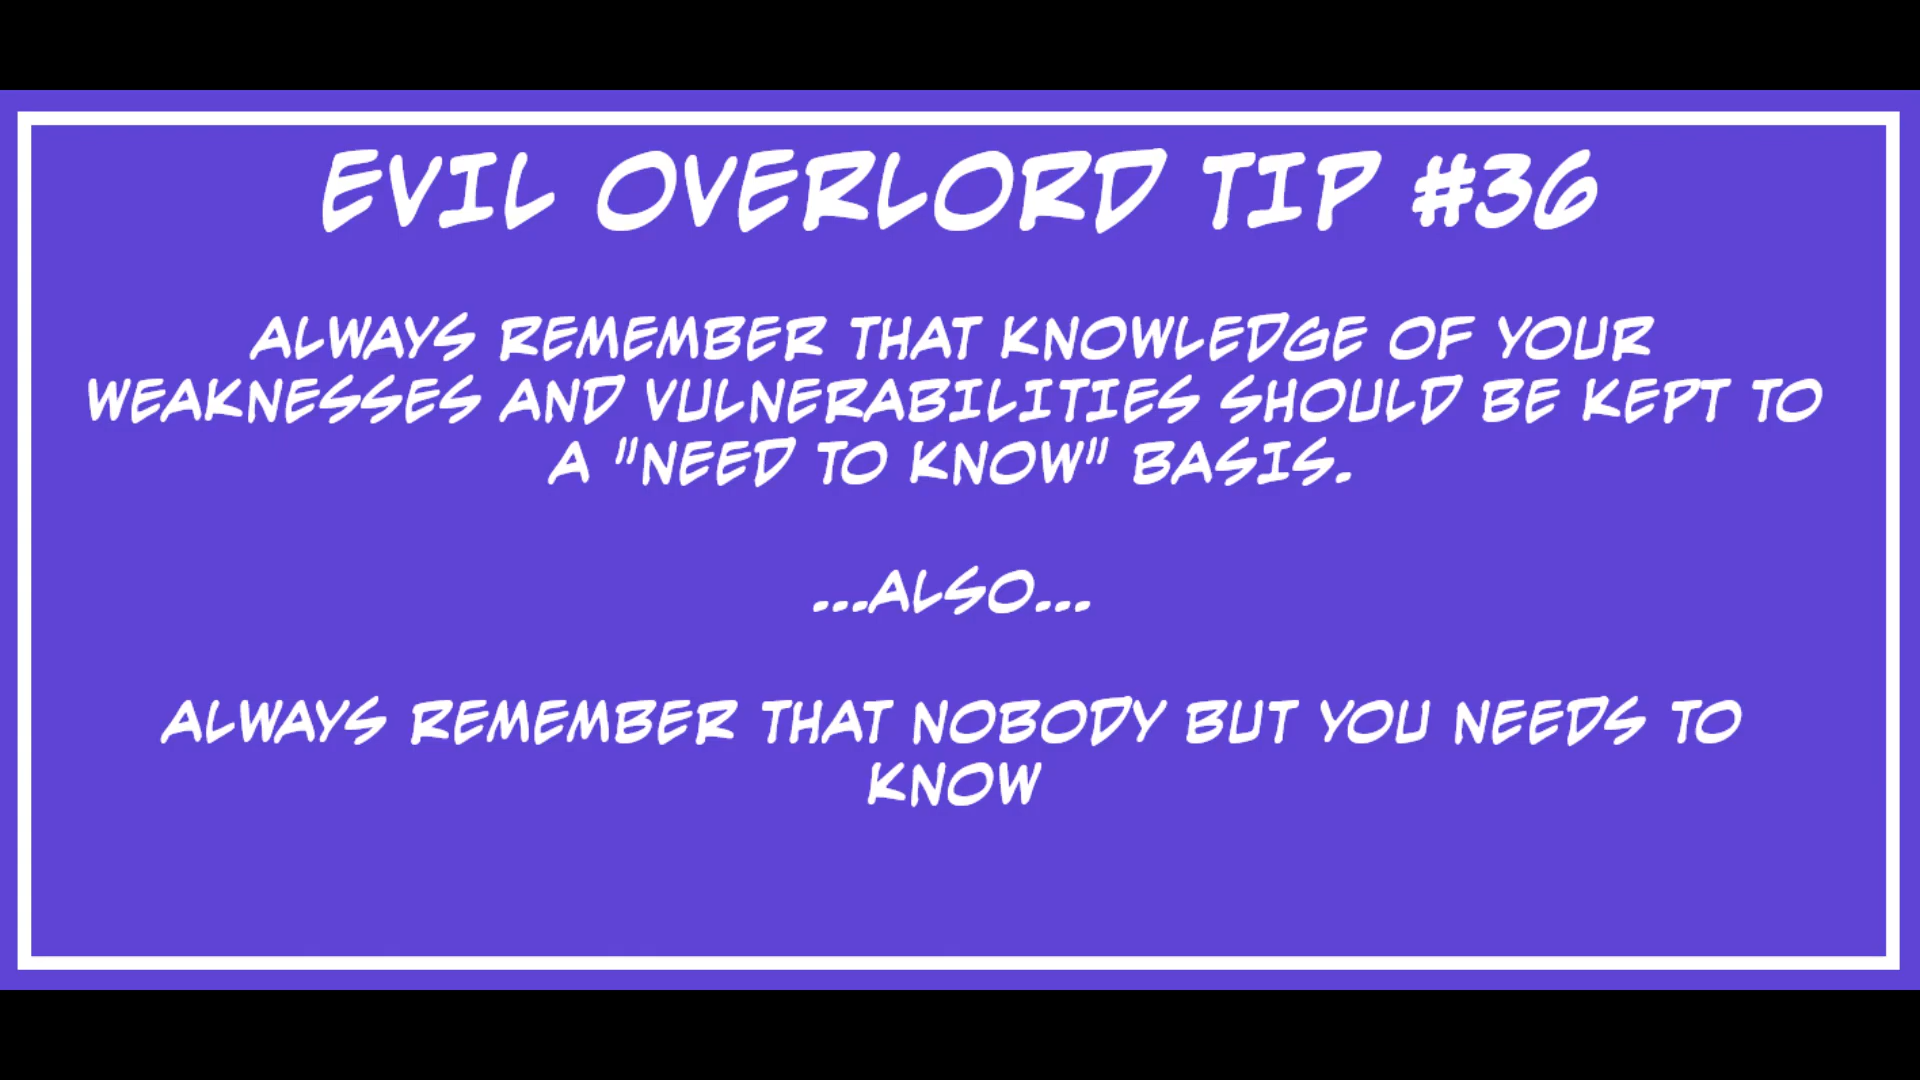 EVIL OVERLORD TIP #36
ALWAYS REMEMBER THAT KNOWLEDGE OF YOUR
WEAKNESSES AND VULNERABILITIES SHOULD BE KEPT TO
A "NEED TO KNOW" BASIS.
...ALSO...
ALWAYS REMEMBER THAT NOBODY BUT YOU NEEDS TO
KNOW